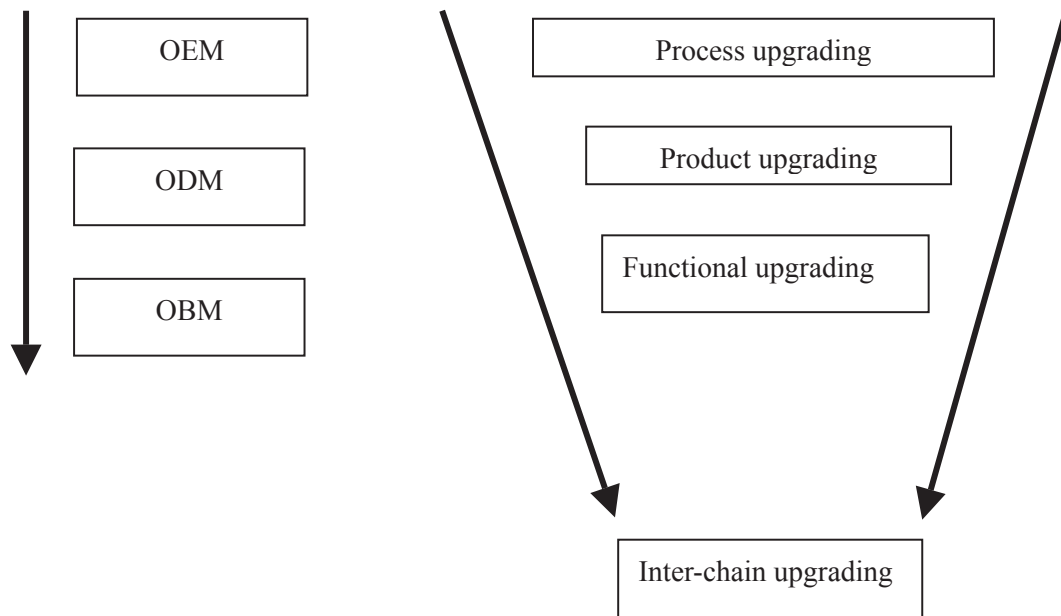 OEM
Process upgrading
ODM
Product upgrading
Functional upgrading
OBM
Inter-chain upgrading